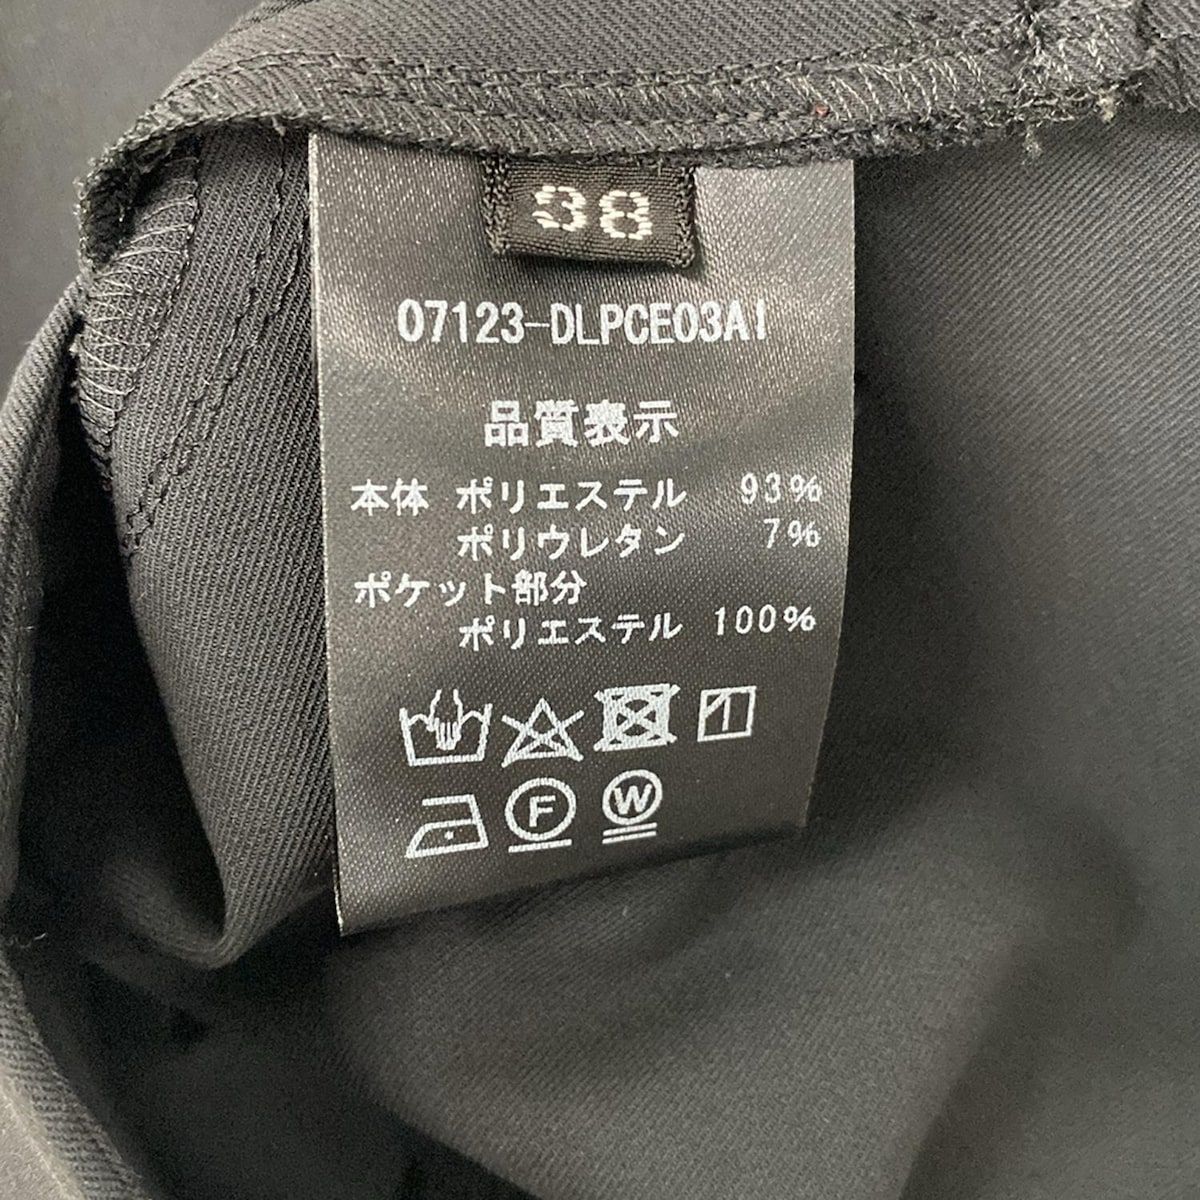 38
07123-DLPCE03AI
品質表示
本体 ポリエステル 93%
ポリウレタン 7%
ポケット部分
ポリエステル 100%
F W